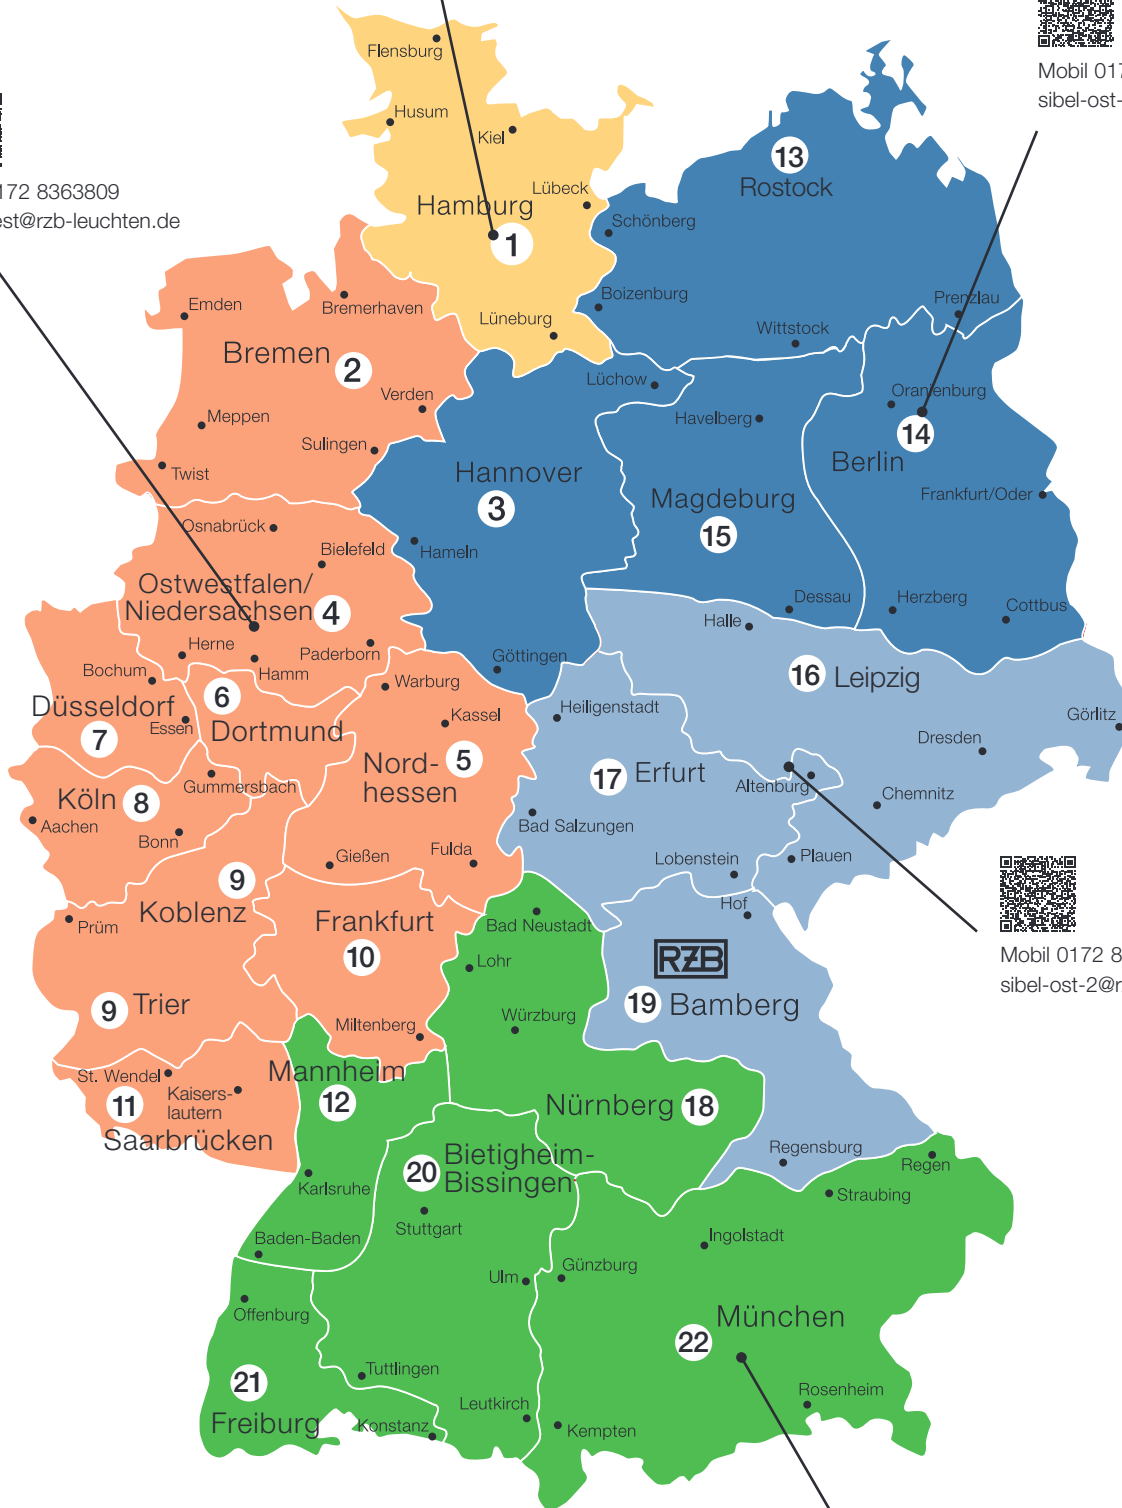 Flensburg
Husum
Kiel
Lübeck
Hamburg
1
Mobil 017
sibel-ost-
13
Rostock
Schönberg
Boizenburg
Prenzlau
Wittstock
172 8363809
est@rzb-leuchten.de
Emden
Bremerhaven
Lüneburg
Bremen
2
Verden
Meppen
Sulingen
Twist
Lüchow
Havelberg
Oranienburg
14
Berlin
Frankfurt/Oder
Hannover
3
Magdeburg
15
Hameln
Osnabrück
Bielefeld
Ostwestfalen/
Niedersachsen
4
Herne
Hamm
Paderborn
Göttingen
Dessau
Halle
Herzberg
Cottbus
Bochum
6
Düsseldorf
7
Essen
Dortmund
Warburg
Kassel
Nord-
hessen
5
Heiligenstadt
16
Leipzig
Görlitz
Dresden
Köln
8
Gummersbach
Aachen
Bonn
17
Erfurt
Altenburg
Chemnitz
Bad Salzungen
Gießen
Fulda
Lobenstein
Plauen
9
Koblenz
Prüm
Frankfurt
10
Bad Neustadt
Hof
Lohr
RZB
Mobil 0172 8
sibel-ost-2@r
9
Trier
19
Bamberg
Würzburg
Miltenberg
St. Wendel
Kaisers-
lautern
11
Saarbrücken
Mannheim
12
Nürnberg
18
Regensburg
Regen
Straubing
Karlsruhe
20
Bietigheim-
Bissingen
Stuttgart
Baden-Baden
Ingolstadt
Ulm
Günzburg
Offenburg
München
22
21
Freiburg
Tuttlingen
Konstanz
Leutkirch
Kempten
Rosenheim